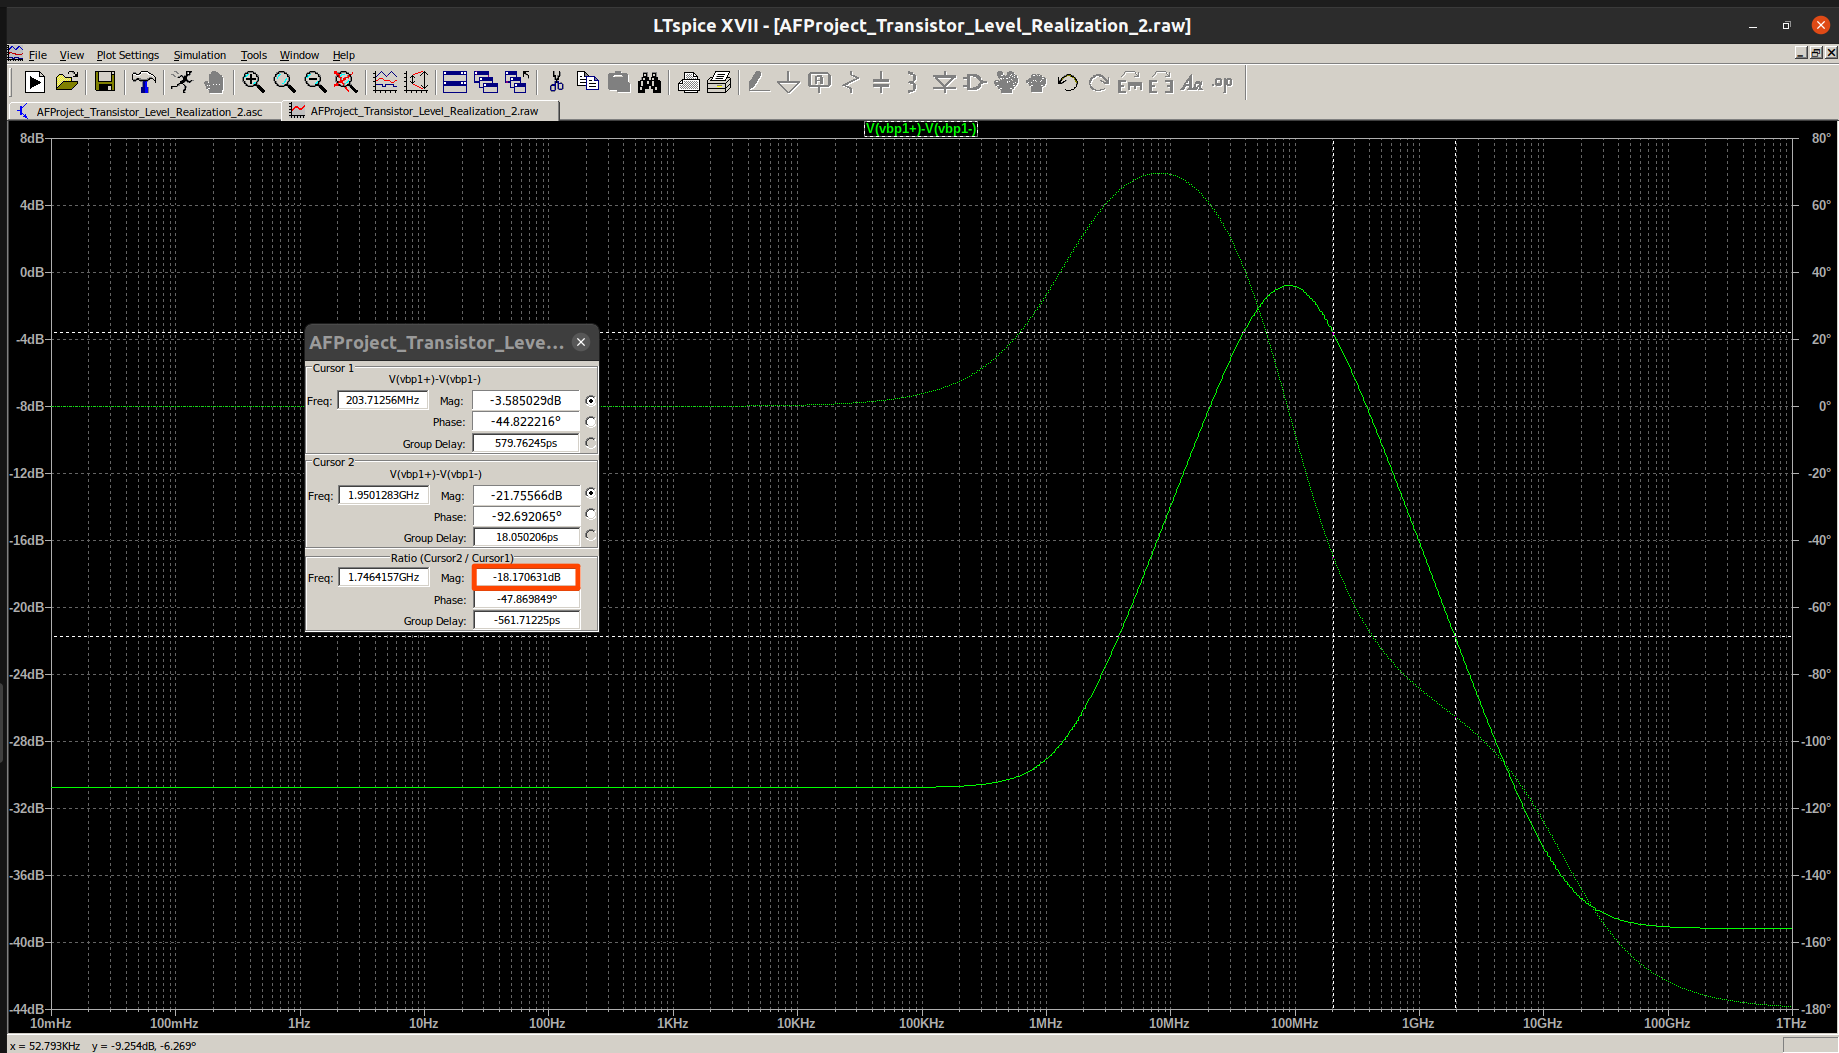 LTspice XVII - [AFProject_Transistor_Level_Realization_2.raw]
File View Plot Settings Simulation Tools Window Help
AFProject_Transistor_Level_Realization_2.asc AFProject_Transistor_Level_Realization_2.raw
V(vbp1+)-V(vbp1-)
8dB 80°
4dB 60°
0dB 40°
-4dB 20°
-8dB 0°
-12dB -20°
-16dB -40°
-20dB -60°
-24dB -80°
-28dB -100°
-32dB -120°
-36dB -140°
-40dB -160°
-44dB -180°
AFProject_Transistor_Leve...
Cursor 1
V(vbp1+)-V(vbp1-)
Freq: 203.71256MHz Mag: -3.585029dB
Phase: -44.822216°
Group Delay: 579.76245ps
Cursor 2
V(vbp1+)-V(vbp1-)
Freq: 1.9501283GHz Mag: -21.75566dB
Phase: -92.692065°
Group Delay: 18.050206ps
Ratio (Cursor2 / Cursor1)
Freq: 1.7464157GHz Mag: -18.170631dB
Phase: -47.869849°
Group Delay: -561.71225ps
10mHz 100mHz 1Hz 10Hz 100Hz 1KHz 10KHz 100KHz 1MHz 10MHz 100MHz 1GHz 10GHz 100GHz 1THz
x = 52.793KHz y = -9.254dB, -6.269°